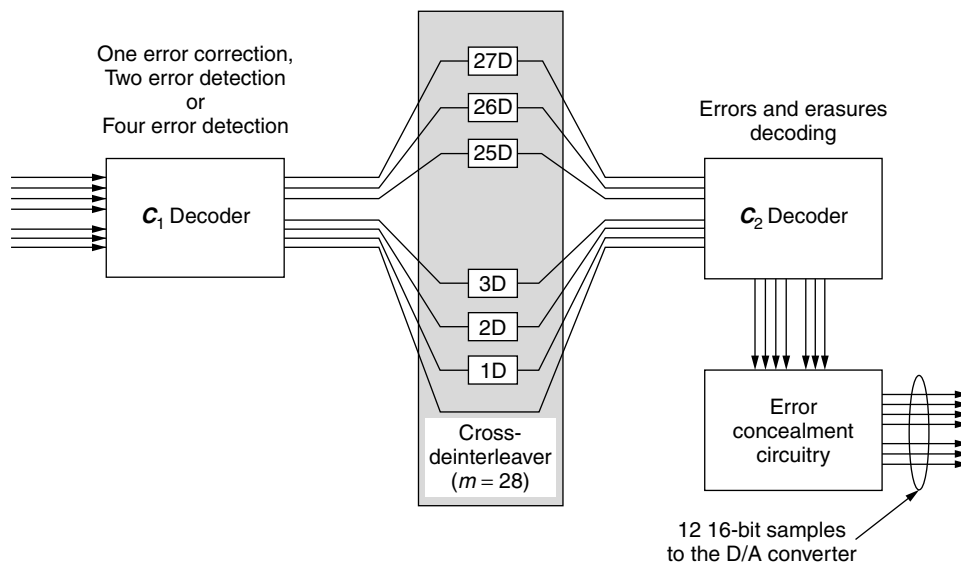 One error correction,
Two error detection
or
Four error detection
C1 Decoder
27D
26D
25D
3D
2D
1D
Cross-
deinterleaver
(m = 28)
Errors and erasures
decoding
C2 Decoder
Error
concealment
circuitry
12 16-bit samples
to the D/A converter